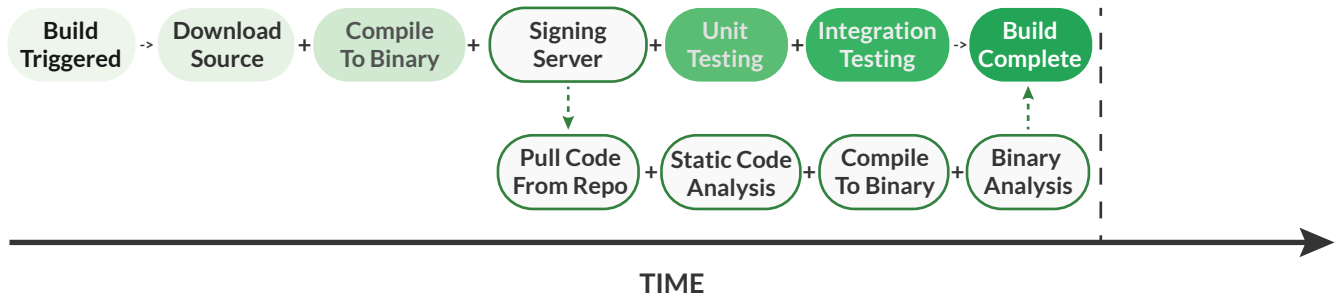 Build
Triggered
->
Download
Source
+
Compile
To Binary
+
Signing
Server
+
Unit
Testing
+
Integration
Testing
->
Build
Complete
Pull Code
From Repo
+
Static Code
Analysis
+
Compile
To Binary
+
Binary
Analysis
TIME